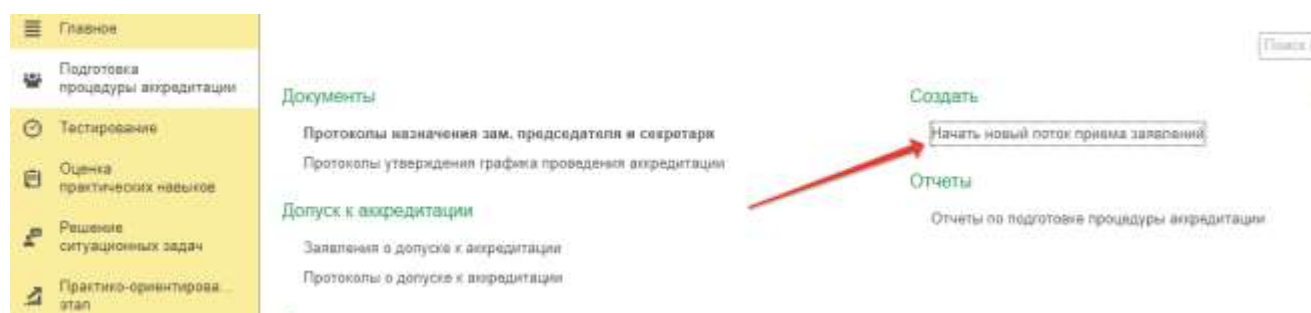 Главное
Подготовка
процедуры аккредитации
Тестирование
Оценка
практических навыков
Решение
ситуационных задач
Практико-ориентирова...
этап
Документы
Протоколы назначения зам. председателя и секретаря
Протоколы утверждения графика проведения аккредитации
Допуск к аккредитации
Заявления о допуске к аккредитации
Протоколы о допуске к аккредитации
Поиск
Создать
Начать новый поток приема заявлений
Отчеты
Отчеты по подготовке процедуры аккредитации